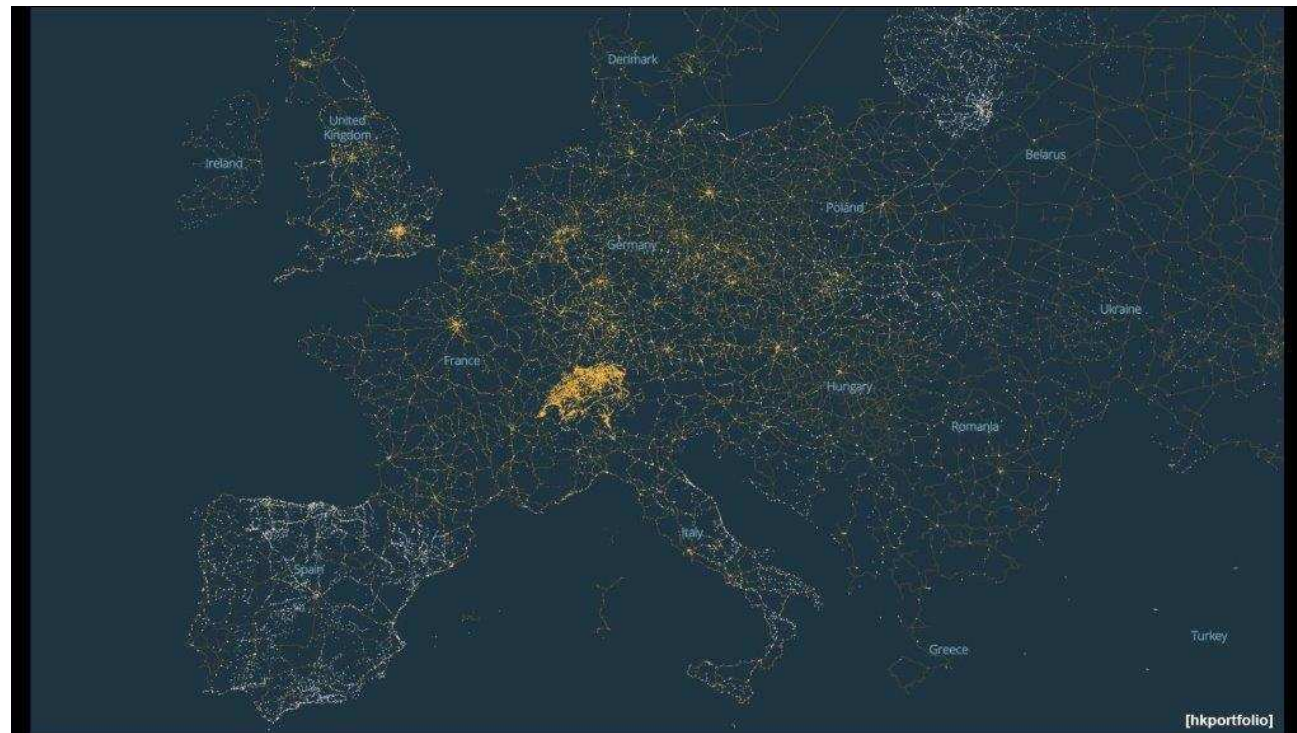 Denmark
United
Kingdom
Ireland
Belarus
Poland
Germany
Ukraine
France
Hungary
Romania
Italy
Spain
Turkey
Greece
[hkportfolio]